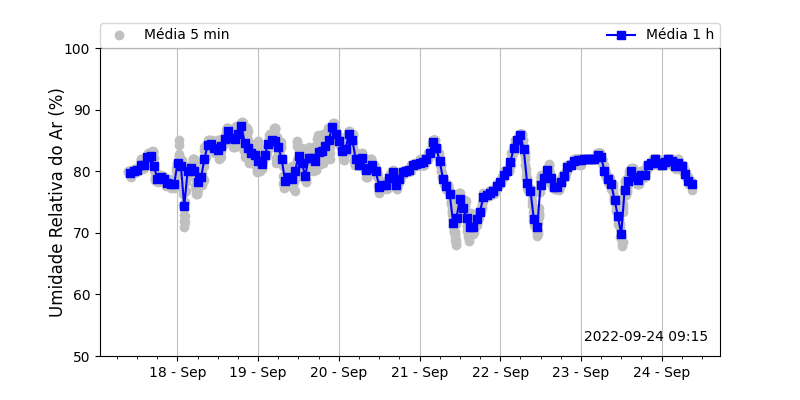 Média 5 min
Média 1 h
Umidade Relativa do Ar (%)
100
90
80
70
60
50
2022-09-24 09:15
18 - Sep
19 - Sep
20 - Sep
21 - Sep
22 - Sep
23 - Sep
24 - Sep